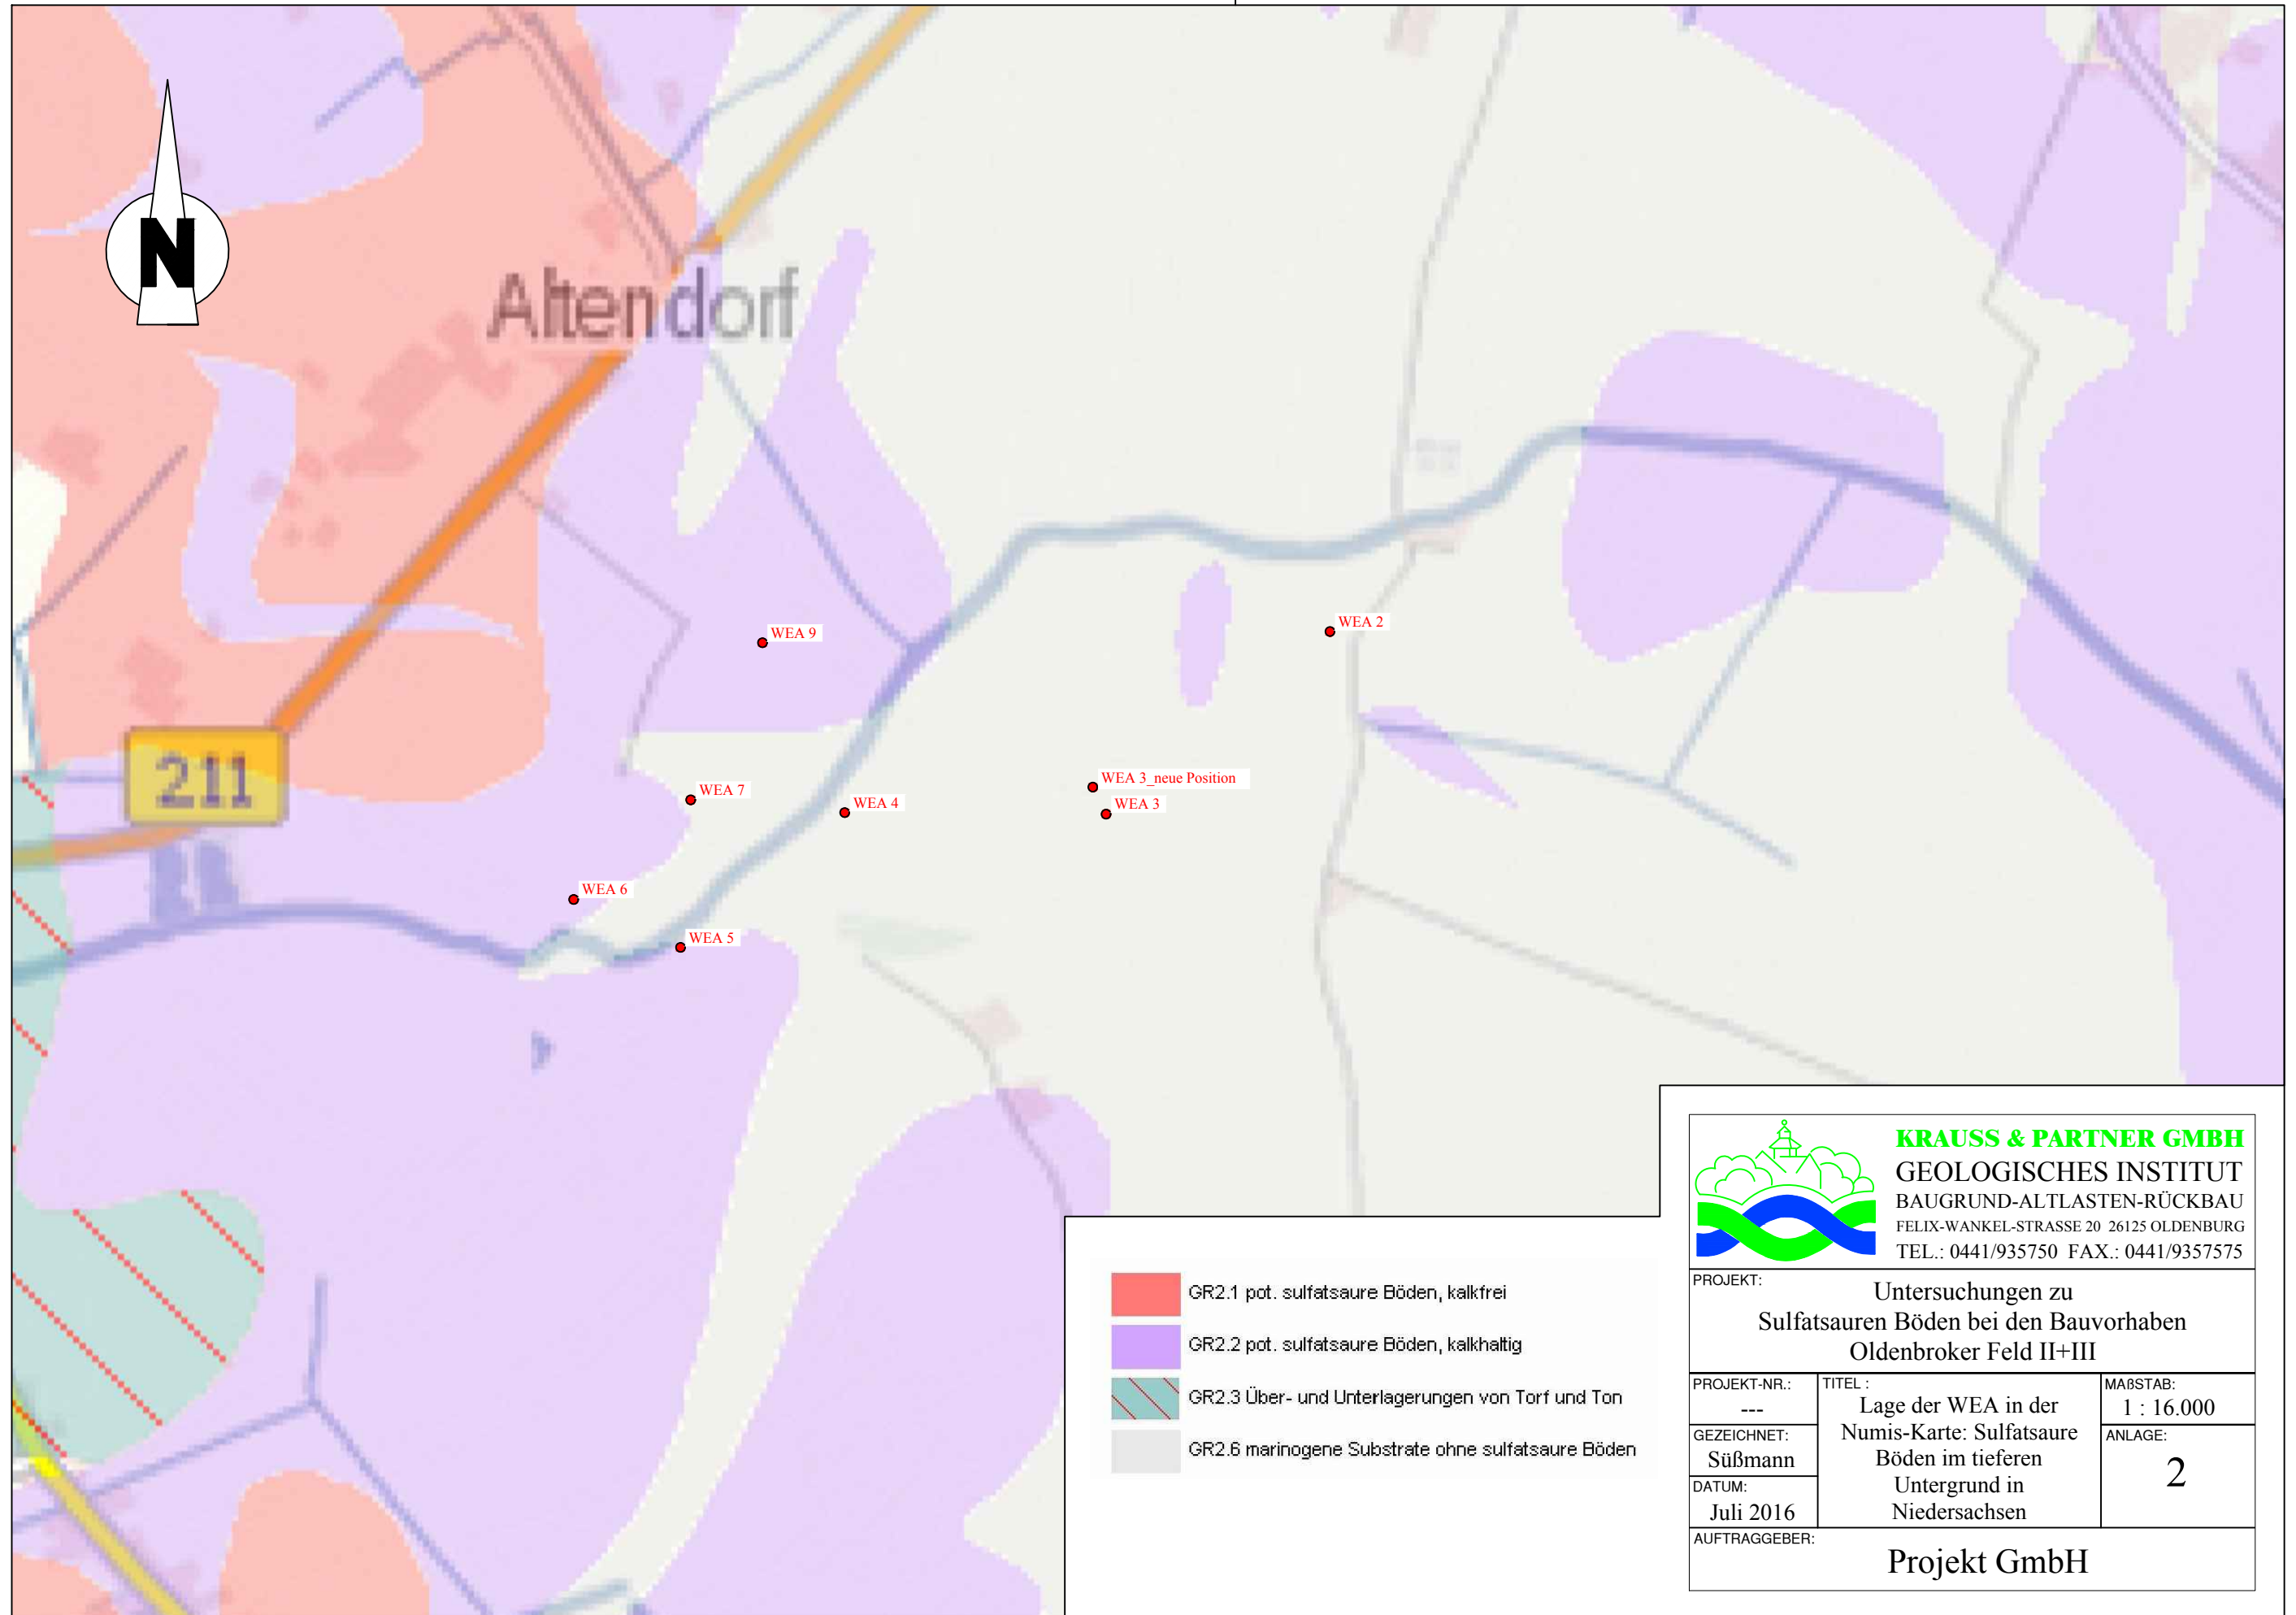 N
Altendorf
211
WEA 9
WEA 2
WEA 3_neue Position
WEA 3
WEA 7
WEA 4
WEA 6
WEA 5
GR2.1 pot. sulfatsaure Böden, kalkfrei
GR2.2 pot. sulfatsaure Böden, kalkhaltig
GR2.3 Über- und Unterlagerungen von Torf und Ton
GR2.6 marinogene Substrate ohne sulfatsaure Böden
KRAUSS & PARTNER GMBH
GEOLOGISCHES INSTITUT
BAUGRUND-ALTLASTEN-RÜCKBAU
FELIX-WANKEL-STRASSE 20 26125 OLDENBURG
TEL.: 0441/935750 FAX.: 0441/9357575
PROJEKT:
Untersuchungen zu
Sulfatsauren Böden bei den Bauvorhaben
Oldenbroker Feld II+III
PROJEKT-NR.:
---
GEZEICHNET:
Süßmann
DATUM:
Juli 2016
TITEL :
Lage der WEA in der
Numis-Karte: Sulfatsaure
Böden im tieferen
Untergrund in
Niedersachsen
MAßSTAB:
1 : 16.000
ANLAGE:
2
AUFTRAGGEBER:
Projekt GmbH